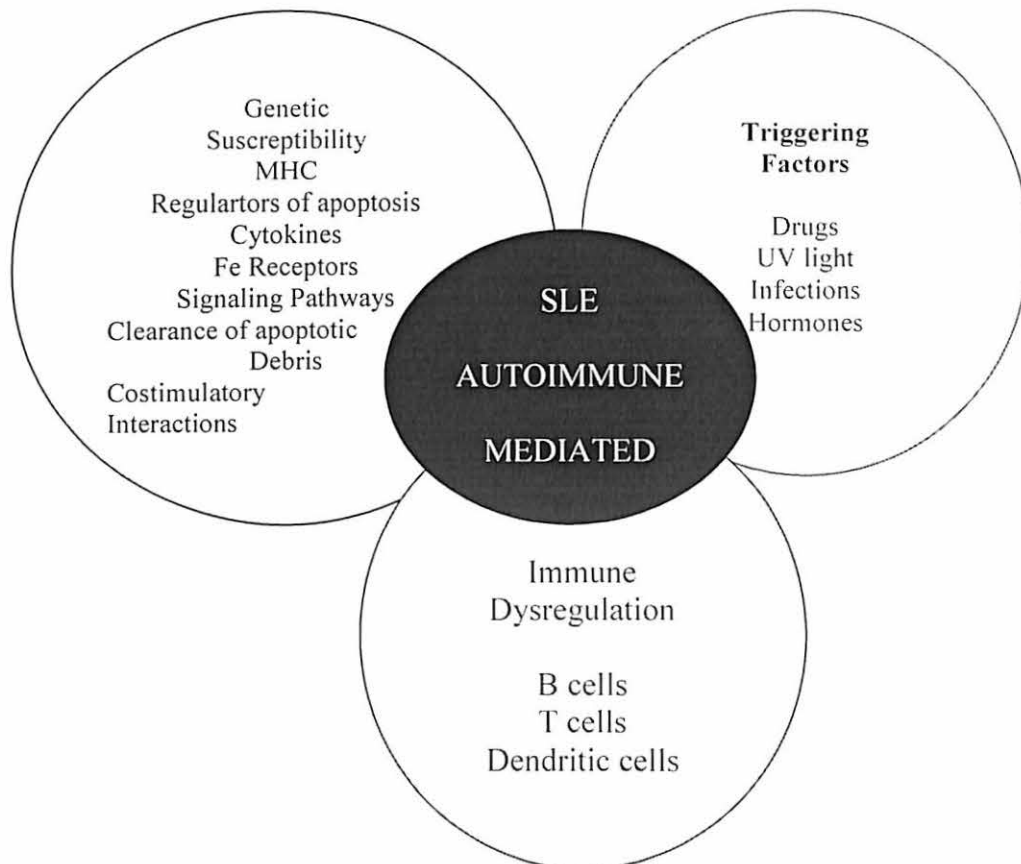 Genetic
Suscreptibility
MHC
Regulartors of apoptosis
Cytokines
Fe Receptors
Signaling Pathways
Clearance of apoptotic
Debris
Costimulatory
Interactions
Triggering
Factors
Drugs
UV light
Infections
Hormones
SLE
AUTOIMMUNE
MEDIATED
Immune
Dysregulation
B cells
T cells
Dendritic cells